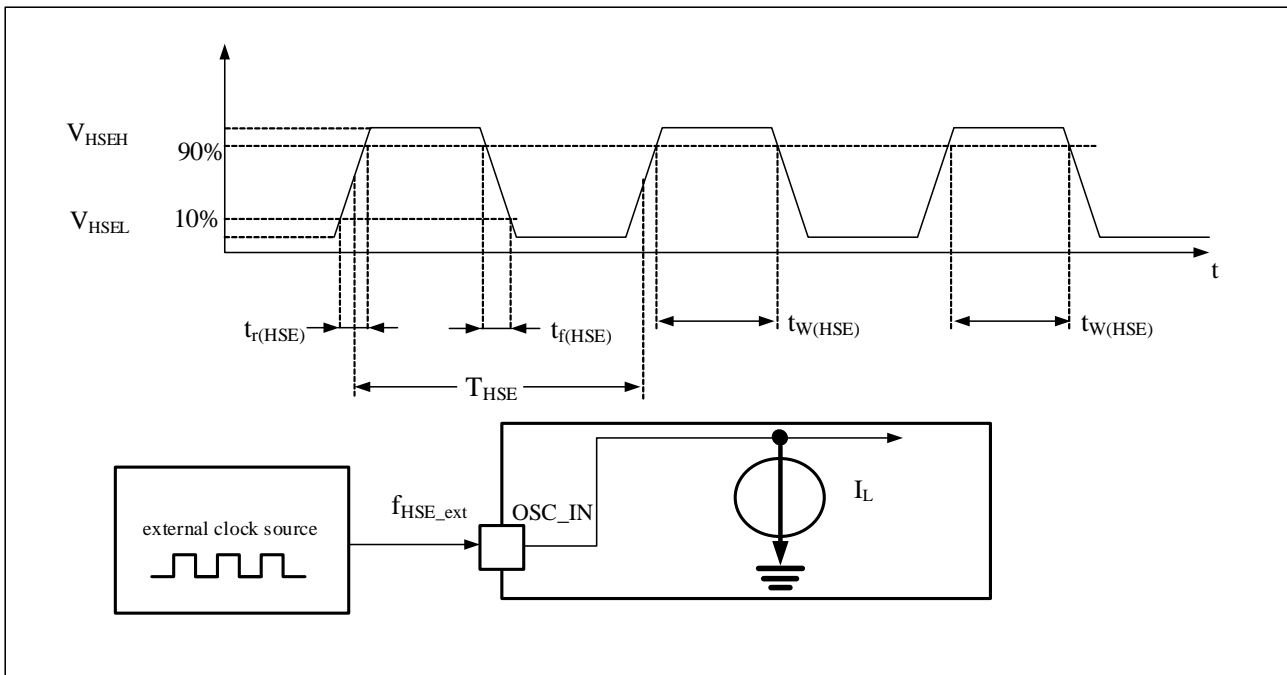 V_HSEH
90%
V_HSEL 10%
t
t_r(HSE) t_f(HSE) t_W(HSE) t_W(HSE)
T_HSE
f_HSE_ext OSC_IN I_L
external clock source